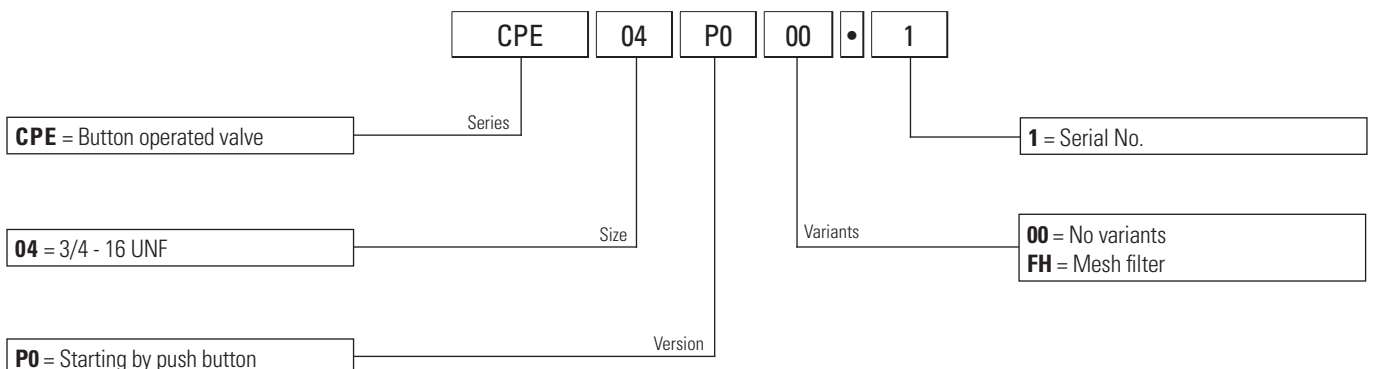 CPE 04 P0 00 • 1
Series
CPE = Button operated valve
1 = Serial No.
Size
04 = 3/4 - 16 UNF
Variants
00 = No variants
FH = Mesh filter
Version
P0 = Starting by push button